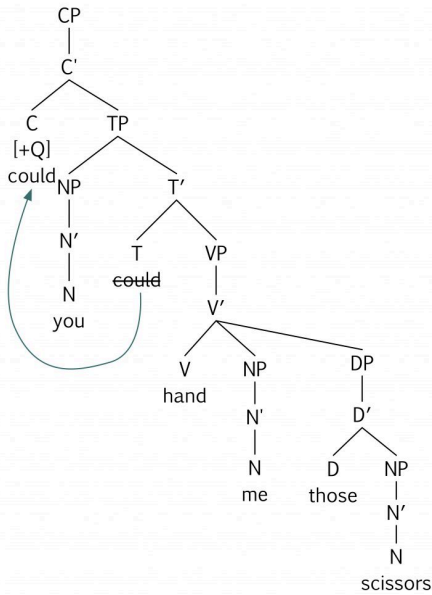 CP
C'
C TP
[+Q]
could NP T′
N′ T VP
could
N V′
you
V NP DP
hand
N' D′
N D NP
me those
N′
N
scissors